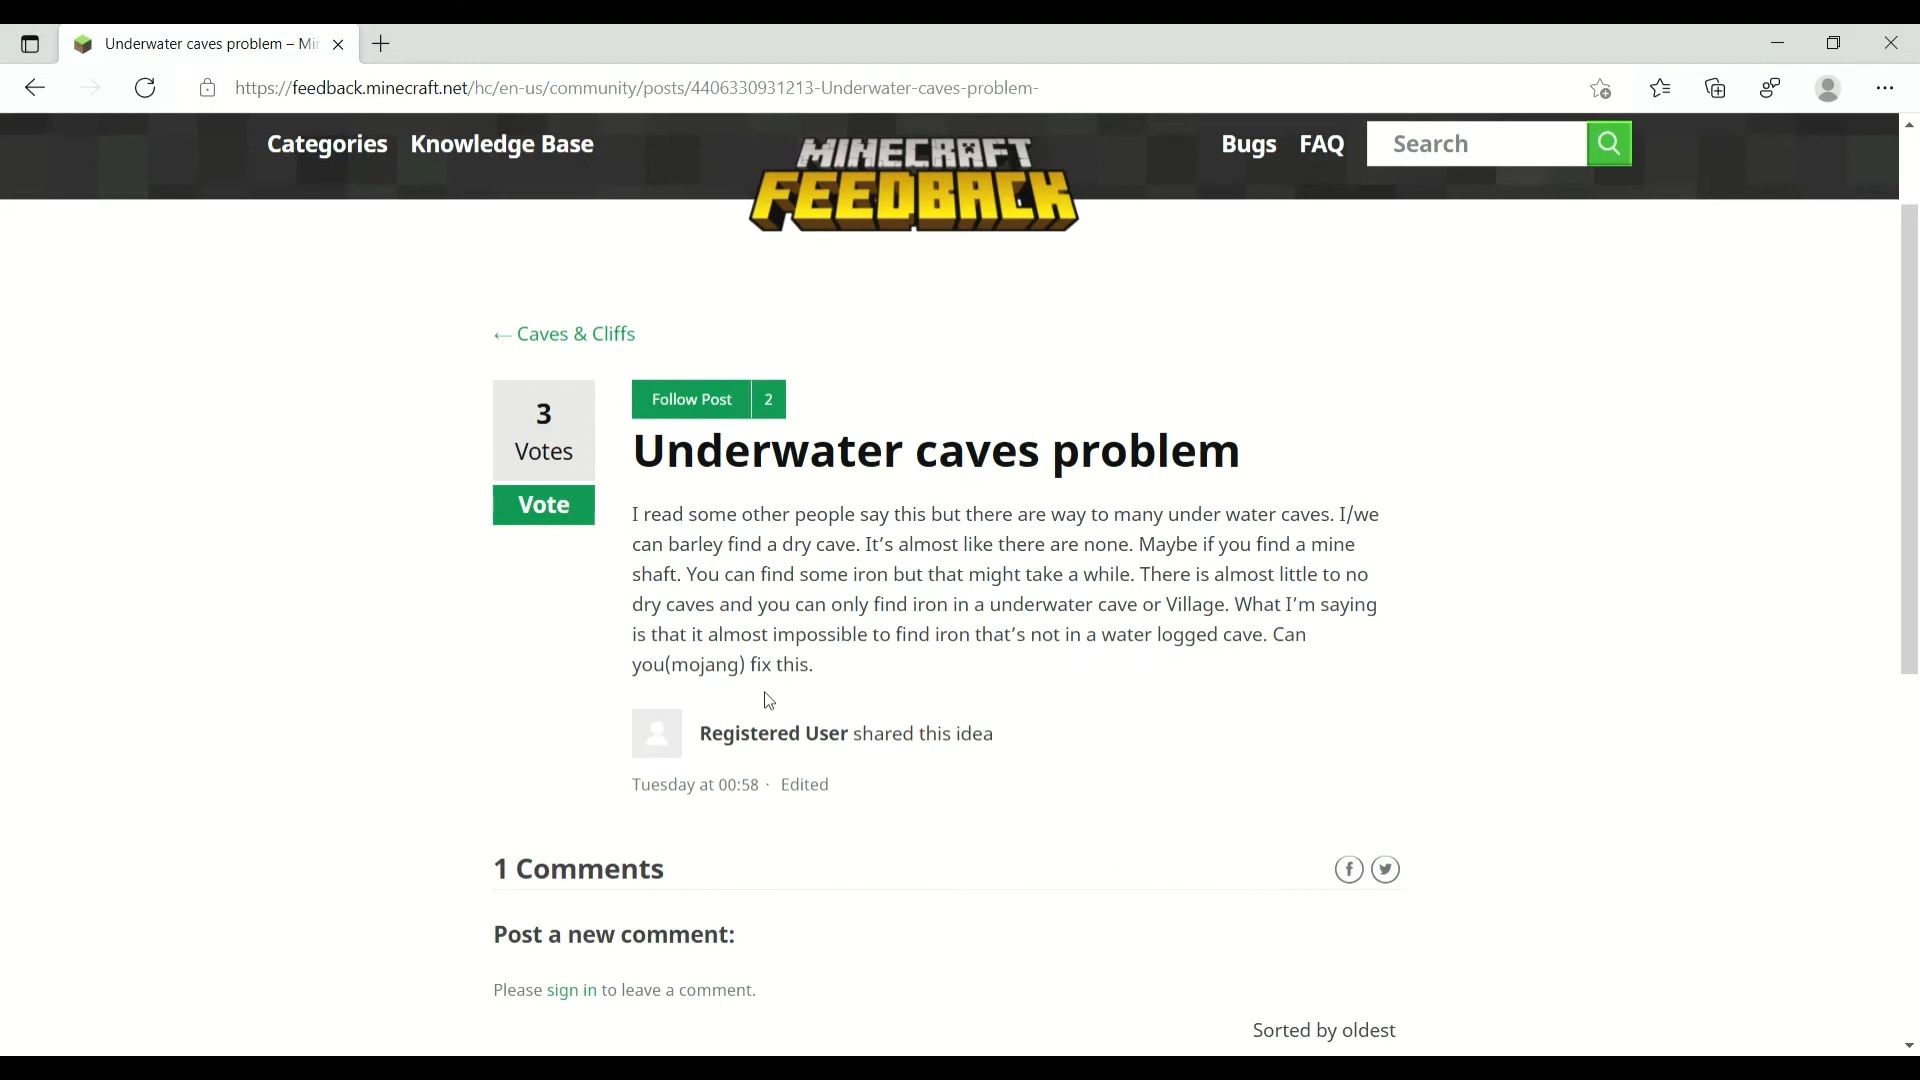 Underwater caves problem – Mi
https://feedback.minecraft.net/hc/en-us/community/posts/4406330931213-Underwater-caves-problem-
Categories Knowledge Base
MINECRAFT
FEEDBACK
Bugs FAQ Search
← Caves & Cliffs
3
Votes
Vote
Follow Post 2
Underwater caves problem
I read some other people say this but there are way to many under water caves. I/we
can barley find a dry cave. It’s almost like there are none. Maybe if you find a mine
shaft. You can find some iron but that might take a while. There is almost little to no
dry caves and you can only find iron in a underwater cave or Village. What I’m saying
is that it almost impossible to find iron that’s not in a water logged cave. Can
you(mojang) fix this.
Registered User shared this idea
Tuesday at 00:58 · Edited
1 Comments
Post a new comment:
Please sign in to leave a comment.
Sorted by oldest